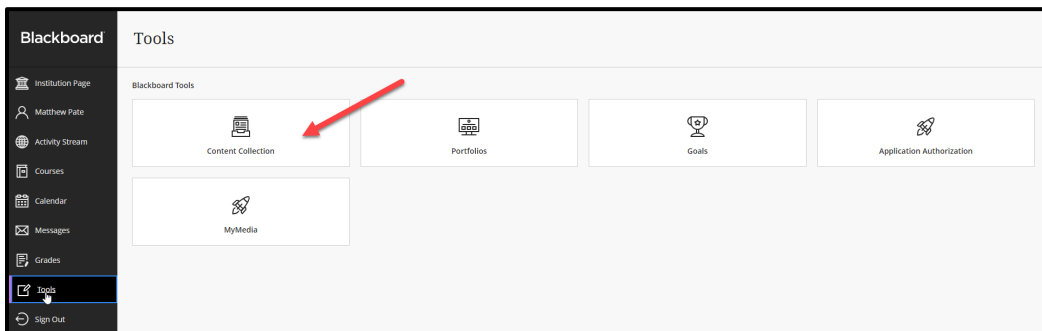 Blackboard
Institution Page
Matthew Pate
Activity Stream
Courses
Calendar
Messages
Grades
Tools
Sign Out
Tools
Blackboard Tools
Content Collection
Portfolios
Goals
Application Authorization
MyMedia